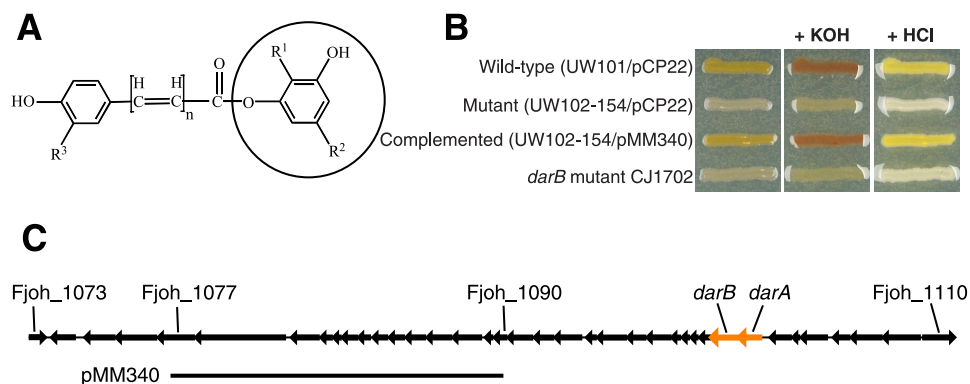 A
HO
R³
H
H
C
C
n
O
C
O
R¹
OH
R²
B
+ KOH
+ HCl
Wild-type (UW101/pCP22)
Mutant (UW102-154/pCP22)
Complemented (UW102-154/pMM340)
darB mutant CJ1702
C
Fjoh_1073
Fjoh_1077
Fjoh_1090
darB
darA
Fjoh_1110
pMM340